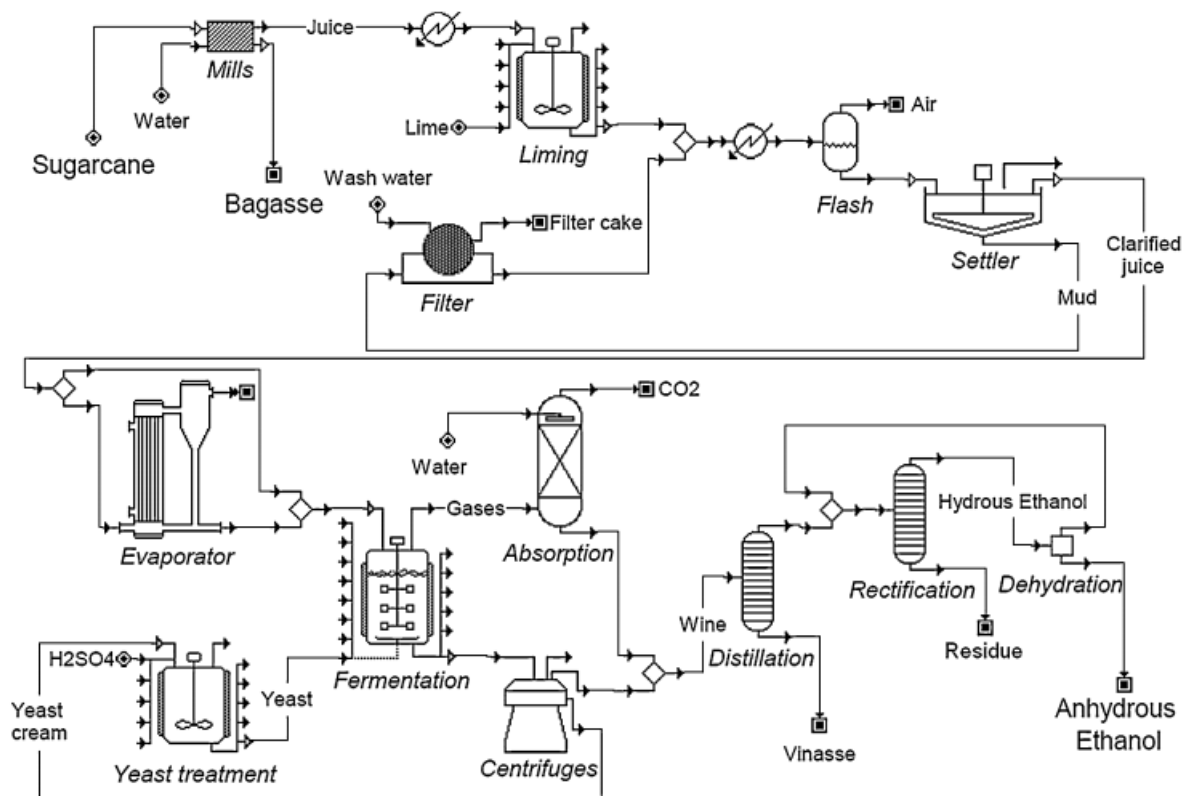 Juice
Mills
Water
Sugarcane
Bagasse
Lime
Liming
Air
Flash
Wash water
Filter cake
Filter
Settler
Clarified
juice
Mud
Evaporator
Water
CO2
Gases
Absorption
Hydrous Ethanol
Dehydration
Rectification
Residue
Anhydrous
Ethanol
Wine
Distillation
Vinasse
H2SO4
Yeast
Fermentation
Yeast
cream
Yeast treatment
Centrifuges